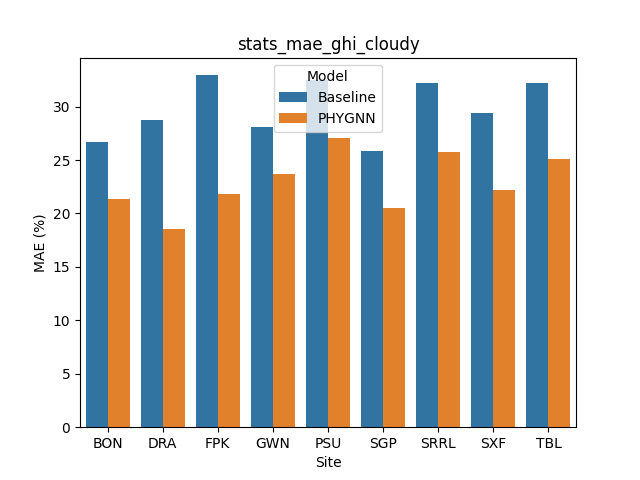 stats_mae_ghi_cloudy
Model
Baseline
PHYGNN
MAE (%)
30
25
20
15
10
5
0
BON DRA FPK GWN PSU SGP SRRL SXF TBL
Site